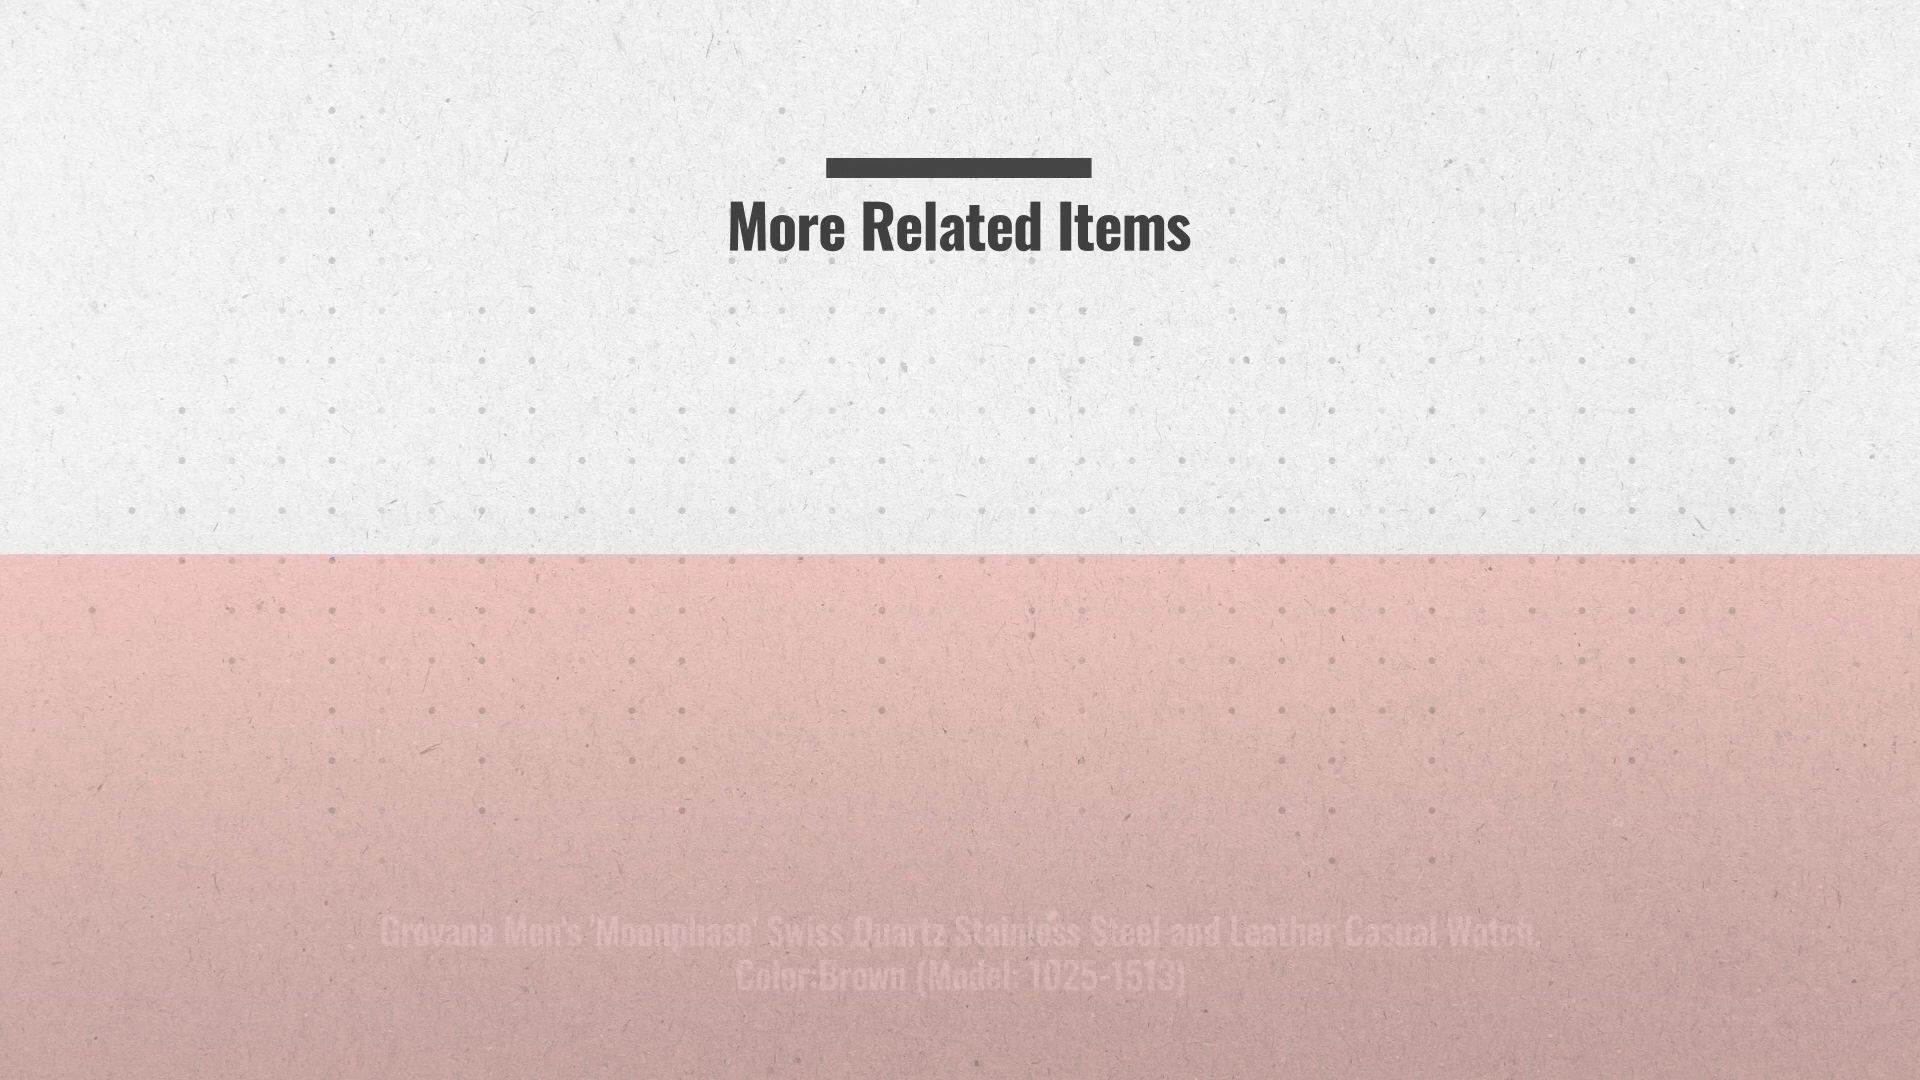 More Related Items
Grovana Men's 'Moonphase' Swiss Quartz Stainless Steel and Leather Casual Watch,
Color:Brown (Model: 1025-1513)